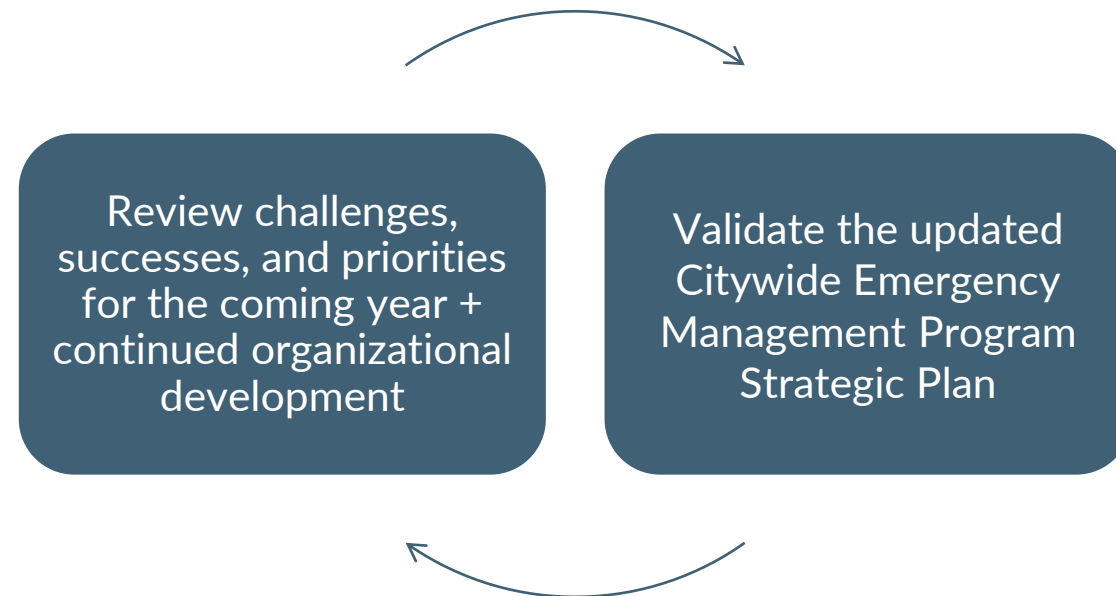 Review challenges,
successes, and priorities
for the coming year +
continued organizational
development
Validate the updated
Citywide Emergency
Management Program
Strategic Plan